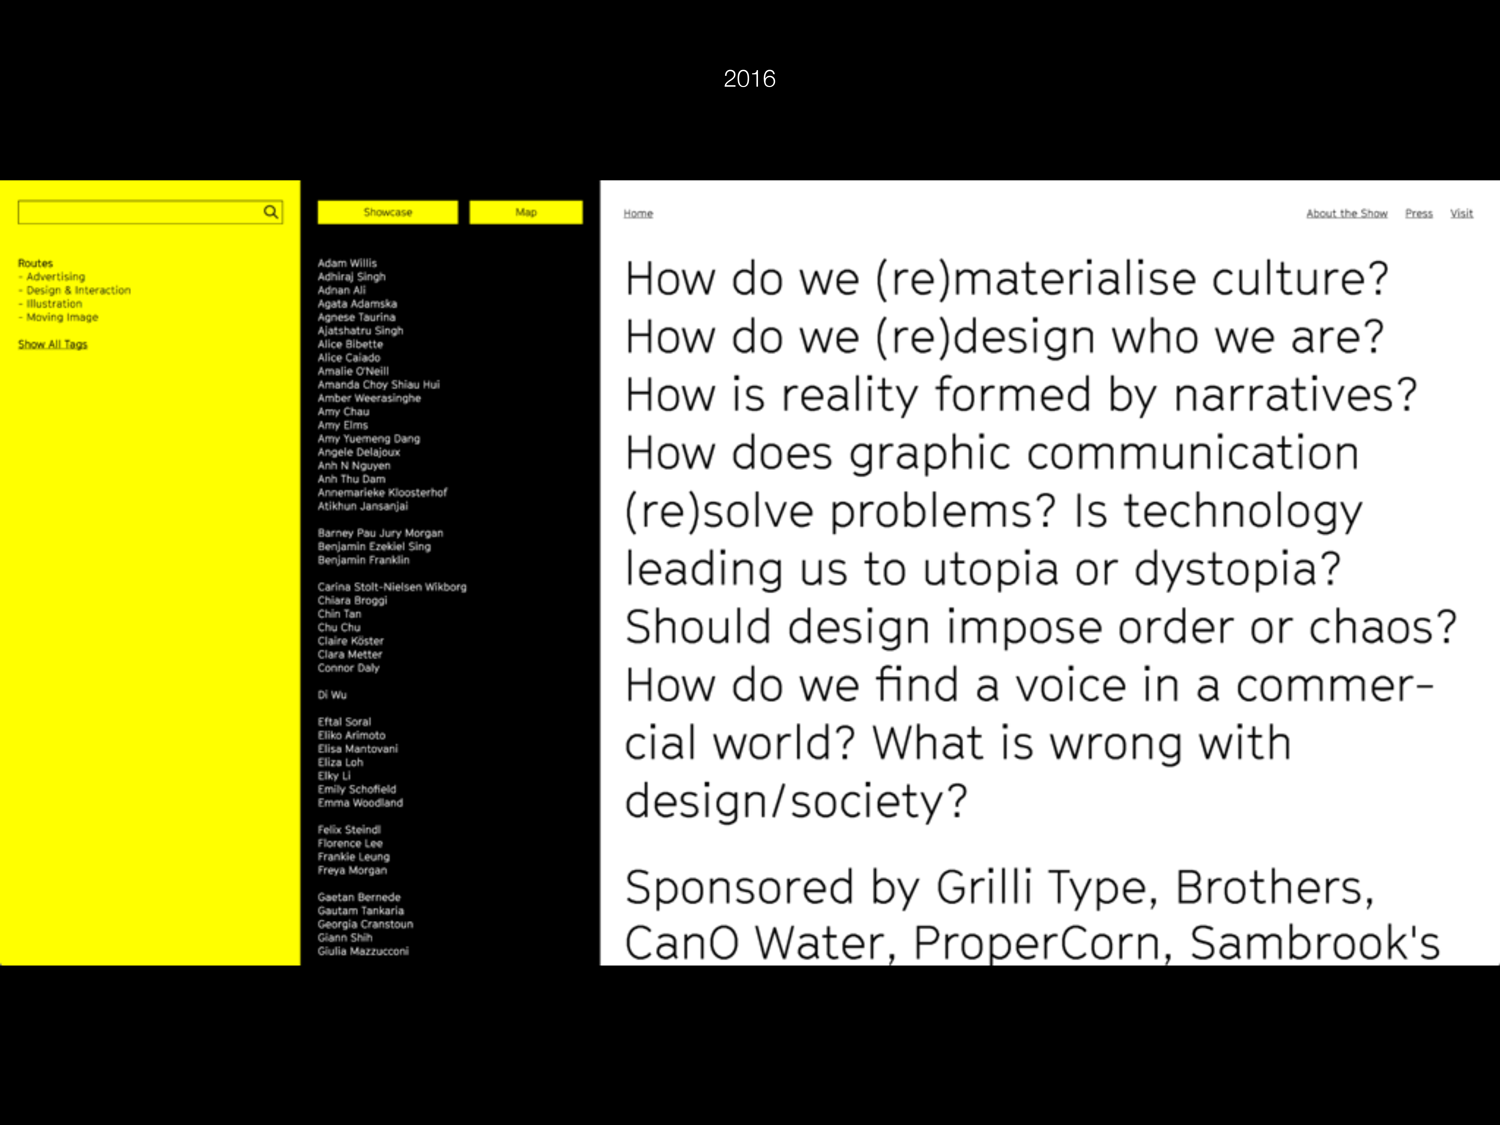 2016
Routes
- Advertising
- Design & Interaction
- Illustration
- Moving Image
Show All Tags
Showcase
Map
Adam Willis
Adhiraj Singh
Adnan Ali
Agata Adamska
Agnese Taurina
Ajatshatru Singh
Alice Bibette
Alice Caiado
Amalie O'Neill
Amanda Choy Shiau Hui
Amber Weerasinghe
Amy Chau
Amy Elms
Amy Yuemeng Dang
Angele Delajoux
Anh N Nguyen
Anh Thu Dam
Annemarieke Kloosterhof
Atikhun Jansanjai
Barney Pau Jury Morgan
Benjamin Ezekiel Sing
Benjamin Franklin
Carina Stolt-Nielsen Wikborg
Chiara Broggi
Chin Tan
Chu Chu
Claire Köster
Clara Metter
Connor Daly
Di Wu
Eftal Soral
Eliko Arimoto
Elisa Mantovani
Eliza Loh
Elky Li
Emily Schofield
Emma Woodland
Felix Steindl
Florence Lee
Frankie Leung
Freya Morgan
Gaetan Bernede
Gautam Tankaria
Georgia Cranstoun
Giann Shih
Giulia Mazzucconi
Home
About the Show
Press
Visit
How do we (re)materialise culture?
How do we (re)design who we are?
How is reality formed by narratives?
How does graphic communication
(re)solve problems? Is technology
leading us to utopia or dystopia?
Should design impose order or chaos?
How do we find a voice in a commer-
cial world? What is wrong with
design/society?
Sponsored by Grilli Type, Brothers,
CanO Water, ProperCorn, Sambrook's